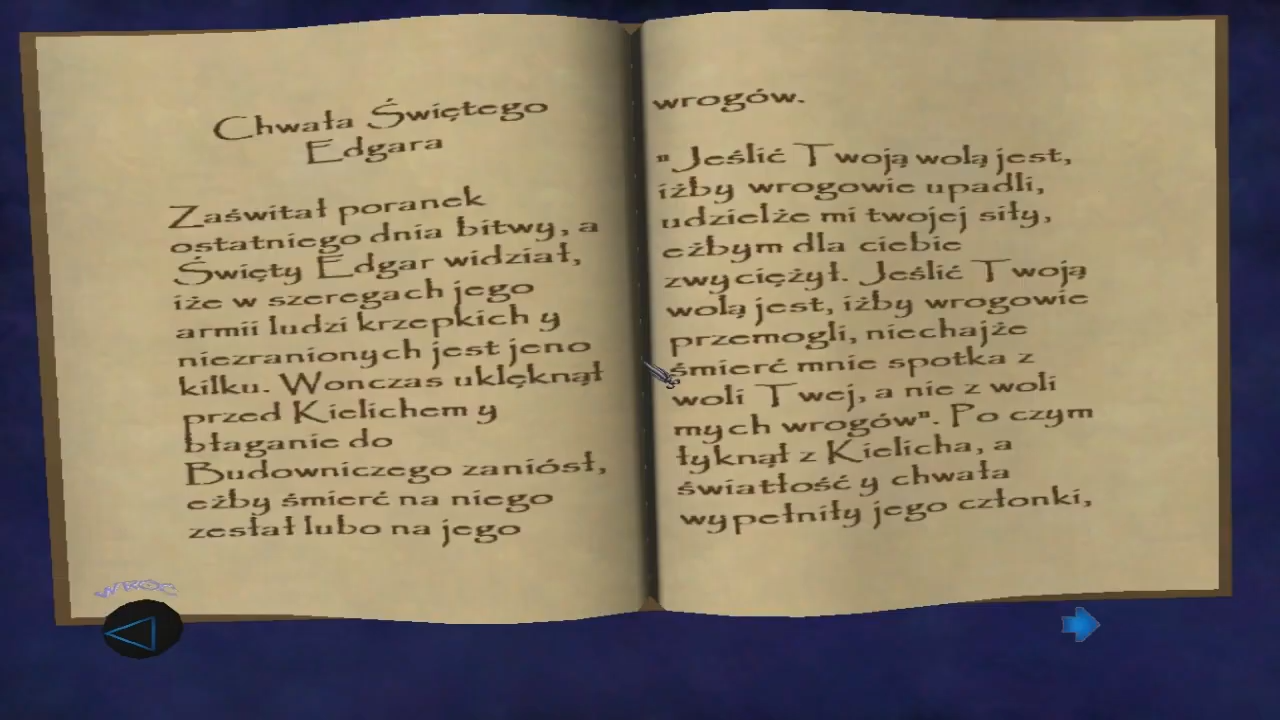 Chwała Świętego
Edgara
Zaświtał poranek
ostatniego dnia bitwy, a
Święty Edgar widział,
iże w szeregach jego
armii ludzi krzepkich y
niezranionych jest jeno
kilku. Wonczas uklęknął
przed Kielichem y
błaganie do
Budowniczego zaniósł,
eżby śmierć na niego
zesłał lubo na jego
wrogów.
"Jeślić Twoją wolą jest,
iżby wrogowie upadli,
udzielże mi twojej siły,
eżbym dla ciebie
zwyciężył. Jeślić Twoją
wolą jest, iżby wrogowie
przemogli, niechajże
śmierć mnie spotka z
woli Twej, a nie z woli
mych wrogów". Po czym
łyknął z Kielicha, a
światłość y chwała
wypełniły jego członki,
WRÓĆ